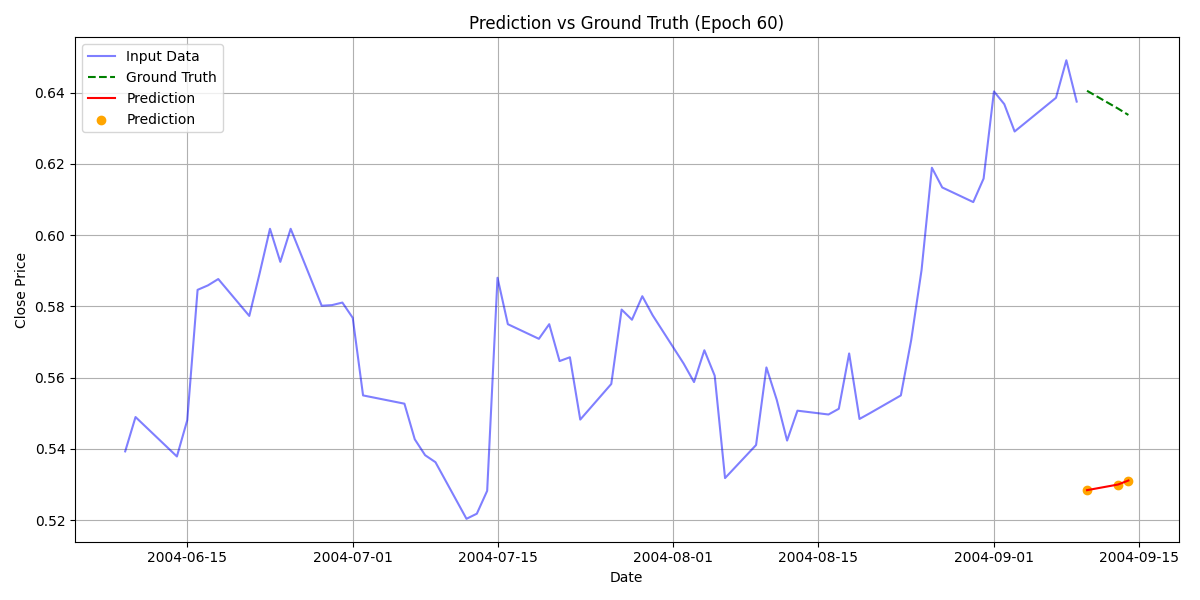 Prediction vs Ground Truth (Epoch 60)
Input Data
Ground Truth
Prediction
Prediction
Close Price
0.64
0.62
0.60
0.58
0.56
0.54
0.52
2004-06-15 2004-07-01 2004-07-15 2004-08-01 2004-08-15 2004-09-01 2004-09-15
Date